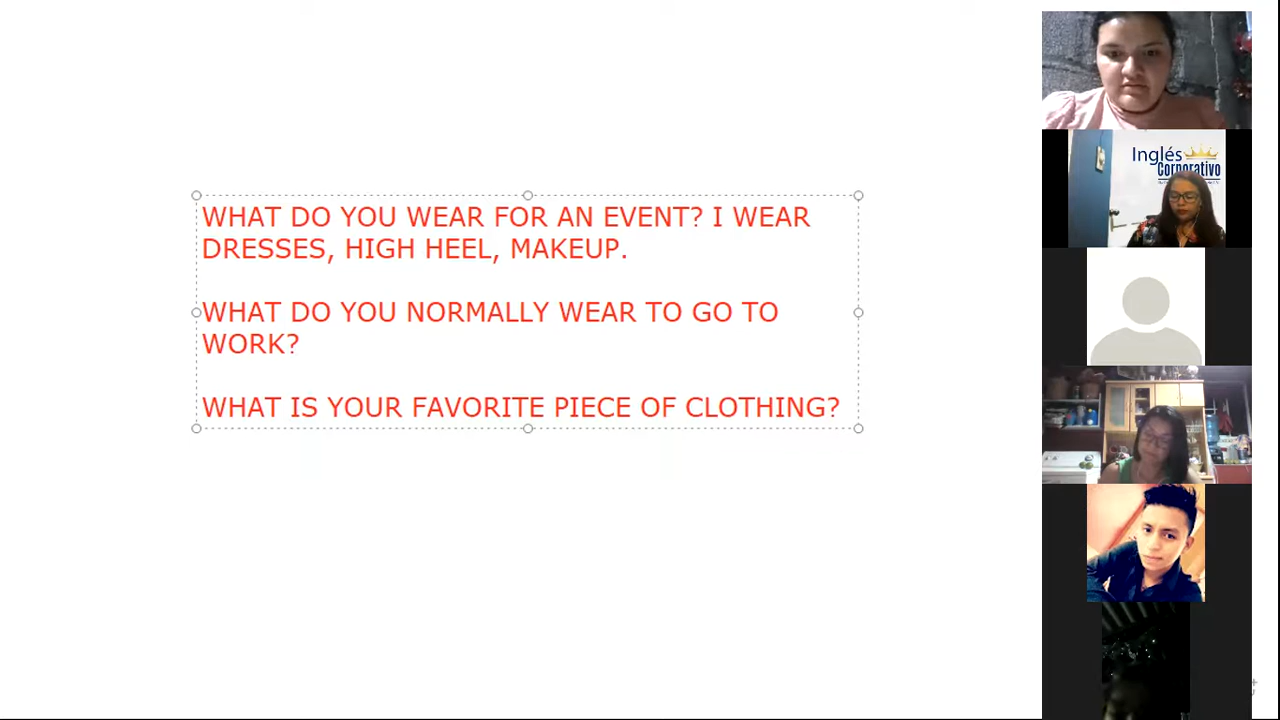 WHAT DO YOU WEAR FOR AN EVENT? I WEAR
DRESSES, HIGH HEEL, MAKEUP.
WHAT DO YOU NORMALLY WEAR TO GO TO
WORK?
WHAT IS YOUR FAVORITE PIECE OF CLOTHING?
Inglés
Corporativo